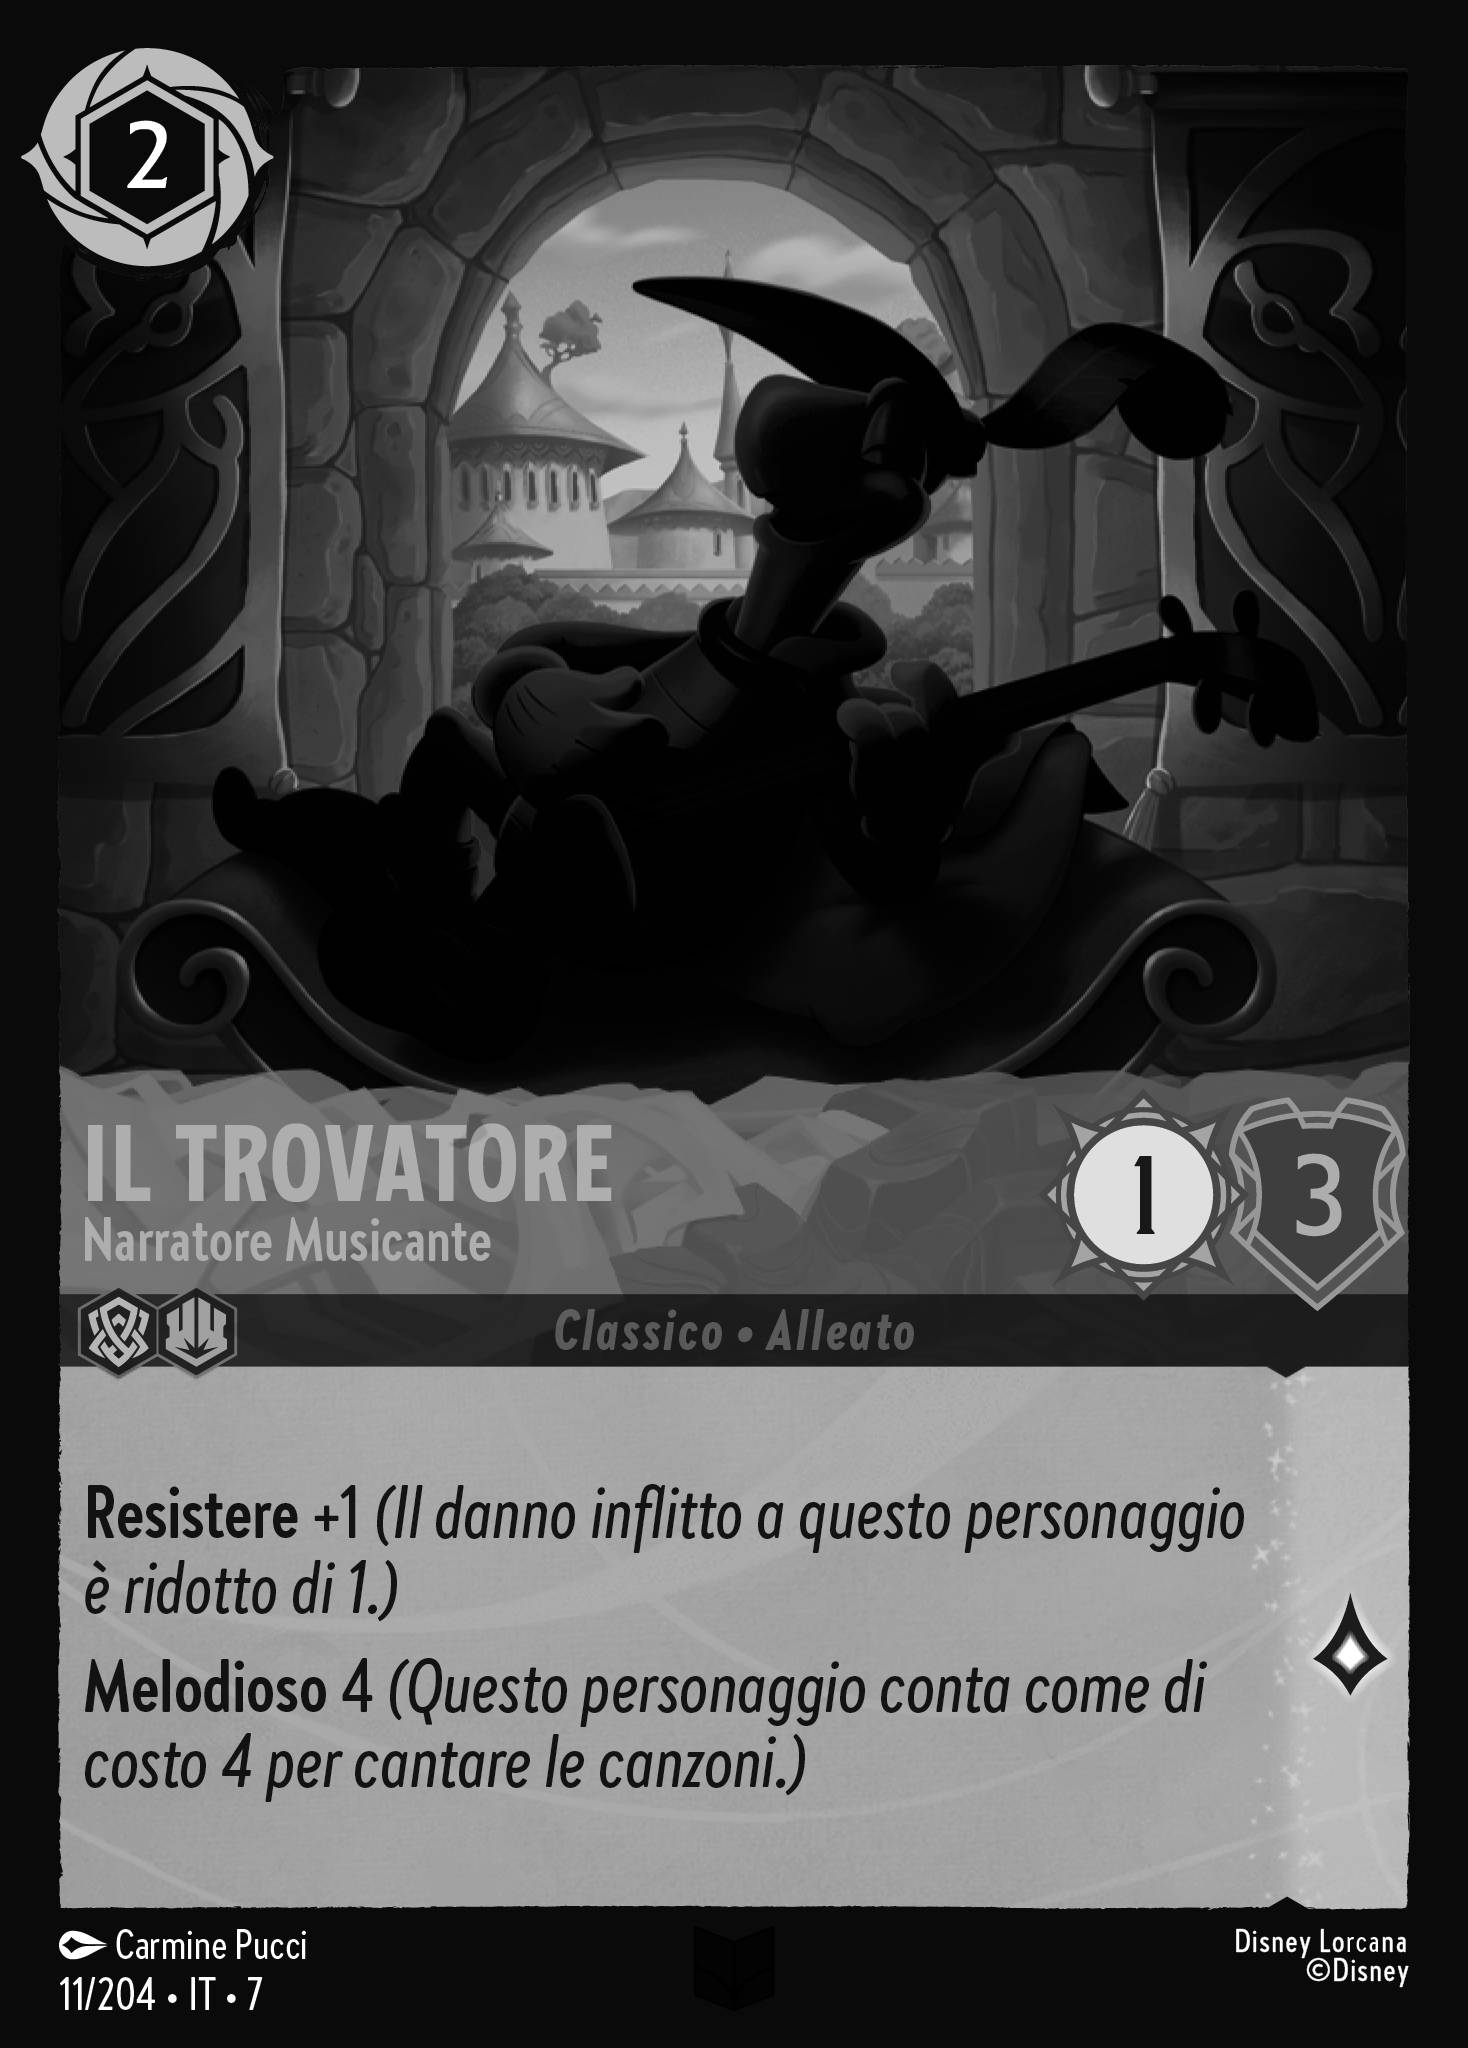 2
IL TROVATORE
Narratore Musicante
1
3
Classico • Alleato
Resistere +1 (Il danno inflitto a questo personaggio
è ridotto di 1.)
Melodioso 4 (Questo personaggio conta come di
costo 4 per cantare le canzoni.)
Carmine Pucci
11/204 • IT • 7
Disney Lorcana
©Disney